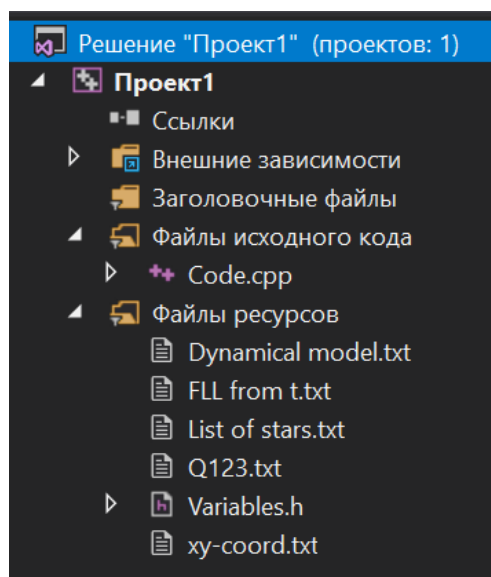 Решение "Проект1" (проектов: 1)
Проект1
Ссылки
Внешние зависимости
Заголовочные файлы
Файлы исходного кода
Code.cpp
Файлы ресурсов
Dynamical model.txt
FLL from t.txt
List of stars.txt
Q123.txt
Variables.h
xy-coord.txt